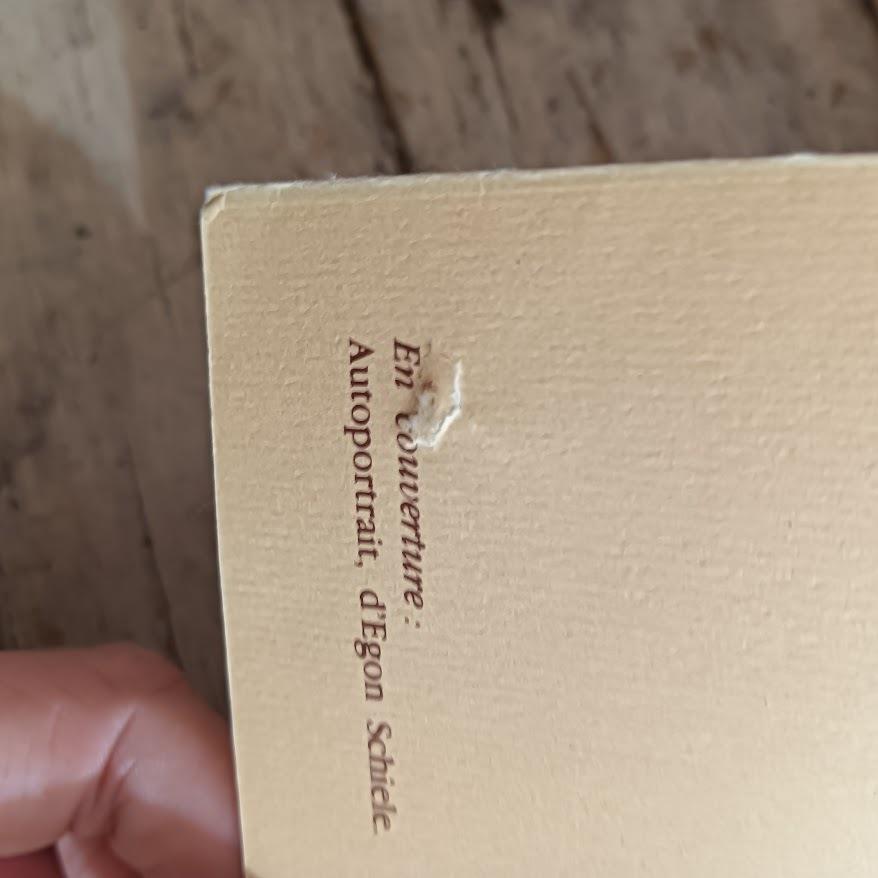 En couverture :
Autoportrait, d'Egon Schiele.